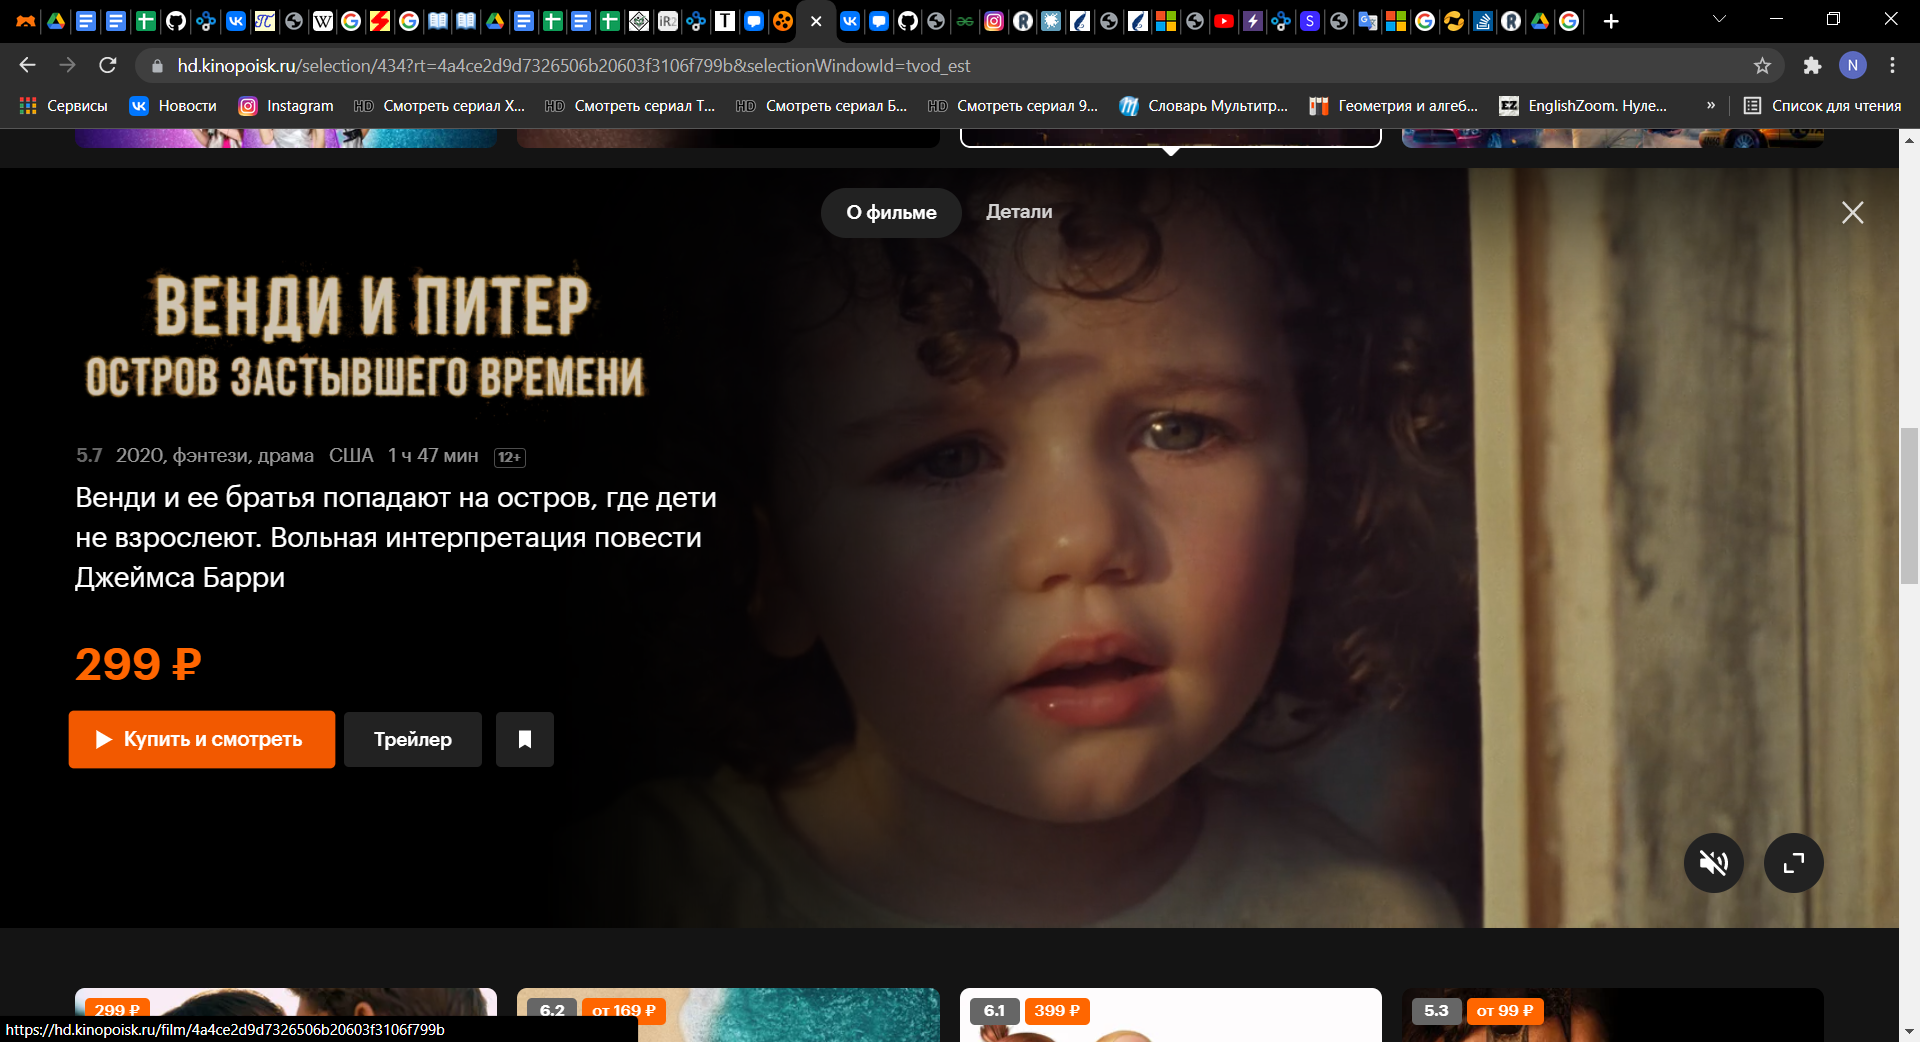 hd.kinopoisk.ru/selection/434?rt=4a4ce2d9d7326506b20603f3106f799b&selectionWindowId=tvod_est
N
Сервисы
Новости
Instagram
Смотреть сериал Х...
Смотреть сериал Т...
Смотреть сериал Б...
Смотреть сериал 9...
Словарь Мультитр...
Геометрия и алгеб...
EnglishZoom. Нуле...
»
Список для чтения
О фильме
Детали
ВЕНДИ И ПИТЕР
ОСТРОВ ЗАСТЫВШЕГО ВРЕМЕНИ
5.7 2020, фэнтези, драма США 1 ч 47 мин 12+
Венди и ее братья попадают на остров, где дети
не взрослеют. Вольная интерпретация повести
Джеймса Барри
299 ₽
Купить и смотреть
Трейлер
299 ₽
6.2 от 169 ₽
6.1 399 ₽
5.3 от 99 ₽
https://hd.kinopoisk.ru/film/4a4ce2d9d7326506b20603f3106f799b